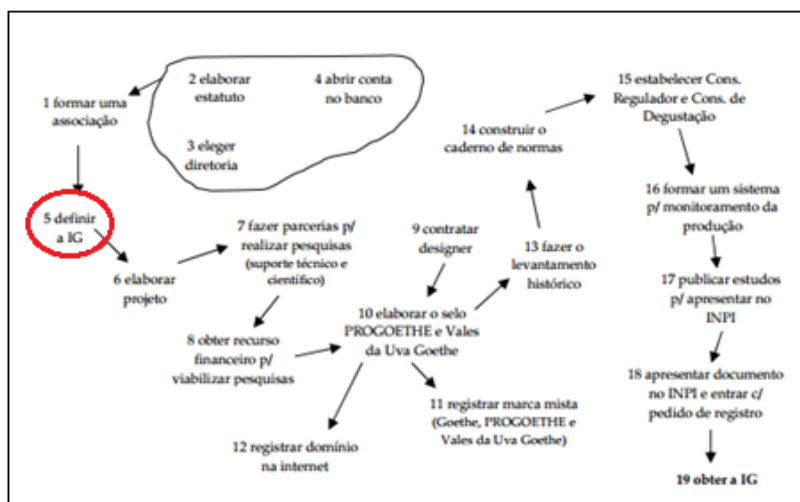 1 formar uma
associação
2 elaborar
estatuto
3 eleger
diretoria
4 abrir conta
no banco
5 definir
a IG
6 elaborar
projeto
7 fazer parcerias p/
realizar pesquisas
(suporte técnico e
científico)
8 obter recurso
financeiro p/
viabilizar pesquisas
9 contratar
designer
10 elaborar o selo
PROGOETHE e Vales
da Uva Goethe
11 registrar marca mista
(Goethe, PROGOETHE e
Vales da Uva Goethe)
12 registrar domínio
na internet
13 fazer o
levantamento
histórico
14 construir o
caderno de normas
15 estabelecer Cons.
Regulador e Cons. de
Degustação
16 formar um sistema
p/ monitoramento da
produção
17 publicar estudos
p/ apresentar no
INPI
18 apresentar documento
no INPI e entrar c/
pedido de registro
19 obter a IG